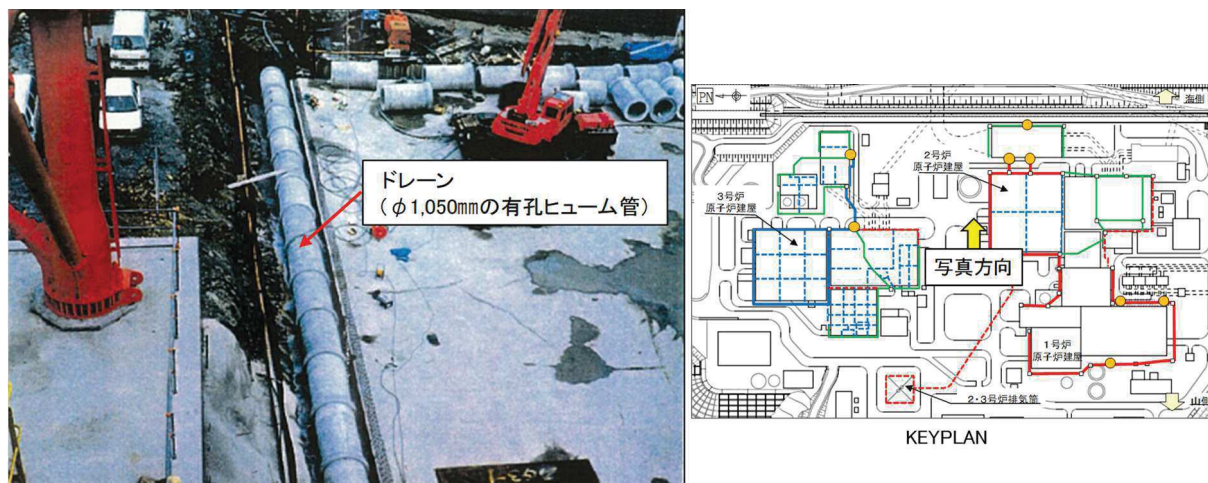 ドレーン
(φ1,050㎜の有孔ヒューム管)
PN
海側
2号炉
原子炉建屋
3号炉
原子炉建屋
写真方向
1号炉
原子炉建屋
2・3号炉排気筒
山側
KEYPLAN